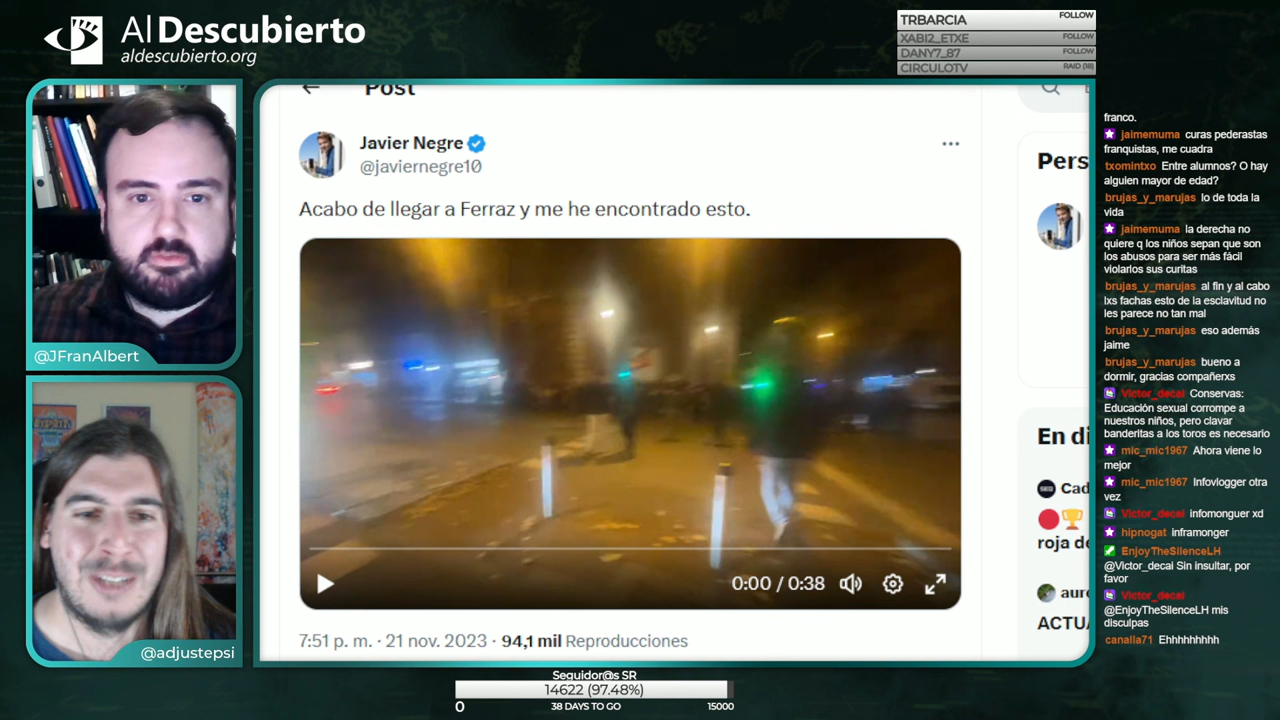 Al Descubierto
aldescubierto.org
TRBARCIA FOLLOW
XABI2_ETXE FOLLOW
DANY7_87 FOLLOW
CIRCULOTV RAID (18)
@JFranAlbert
@adjustepsi
Post
Javier Negre
@javiernegre10
Acabo de llegar a Ferraz y me he encontrado esto.
0:00 / 0:38
7:51 p. m. · 21 nov. 2023 · 94,1 mil Reproducciones
Pers
En di
Cad
roja de
aur
ACTUA
franco.
jaimemuma curas pederastas
franquistas, me cuadra
txomintxo Entre alumnos? O hay
alguien mayor de edad?
brujas_y_marujas lo de toda la
vida
jaimemuma la derecha no
quiere q los niños sepan que son
los abusos para ser más fácil
violarlos sus curitas
brujas_y_marujas al fin y al cabo
lxs fachas esto de la esclavitud no
les parece no tan mal
brujas_y_marujas eso además
jaime
brujas_y_marujas bueno a
dormir, gracias compañerxs
Victor_decai Conservas:
Educación sexual corrompe a
nuestros niños, pero clavar
banderitas a los toros es necesario
mic_mic1967 Ahora viene lo
mejor
mic_mic1967 Infovlogger otra
vez
Victor_decai infomonguer xd
hipnogat inframonger
EnjoyTheSilenceLH
@Victor_decai Sin insultar, por
favor
Victor_decai
@EnjoyTheSilenceLH mis
disculpas
canalla71 Ehhhhhhhhh
Seguidor@s SR
14622 (97.48%)
0 38 DAYS TO GO 15000